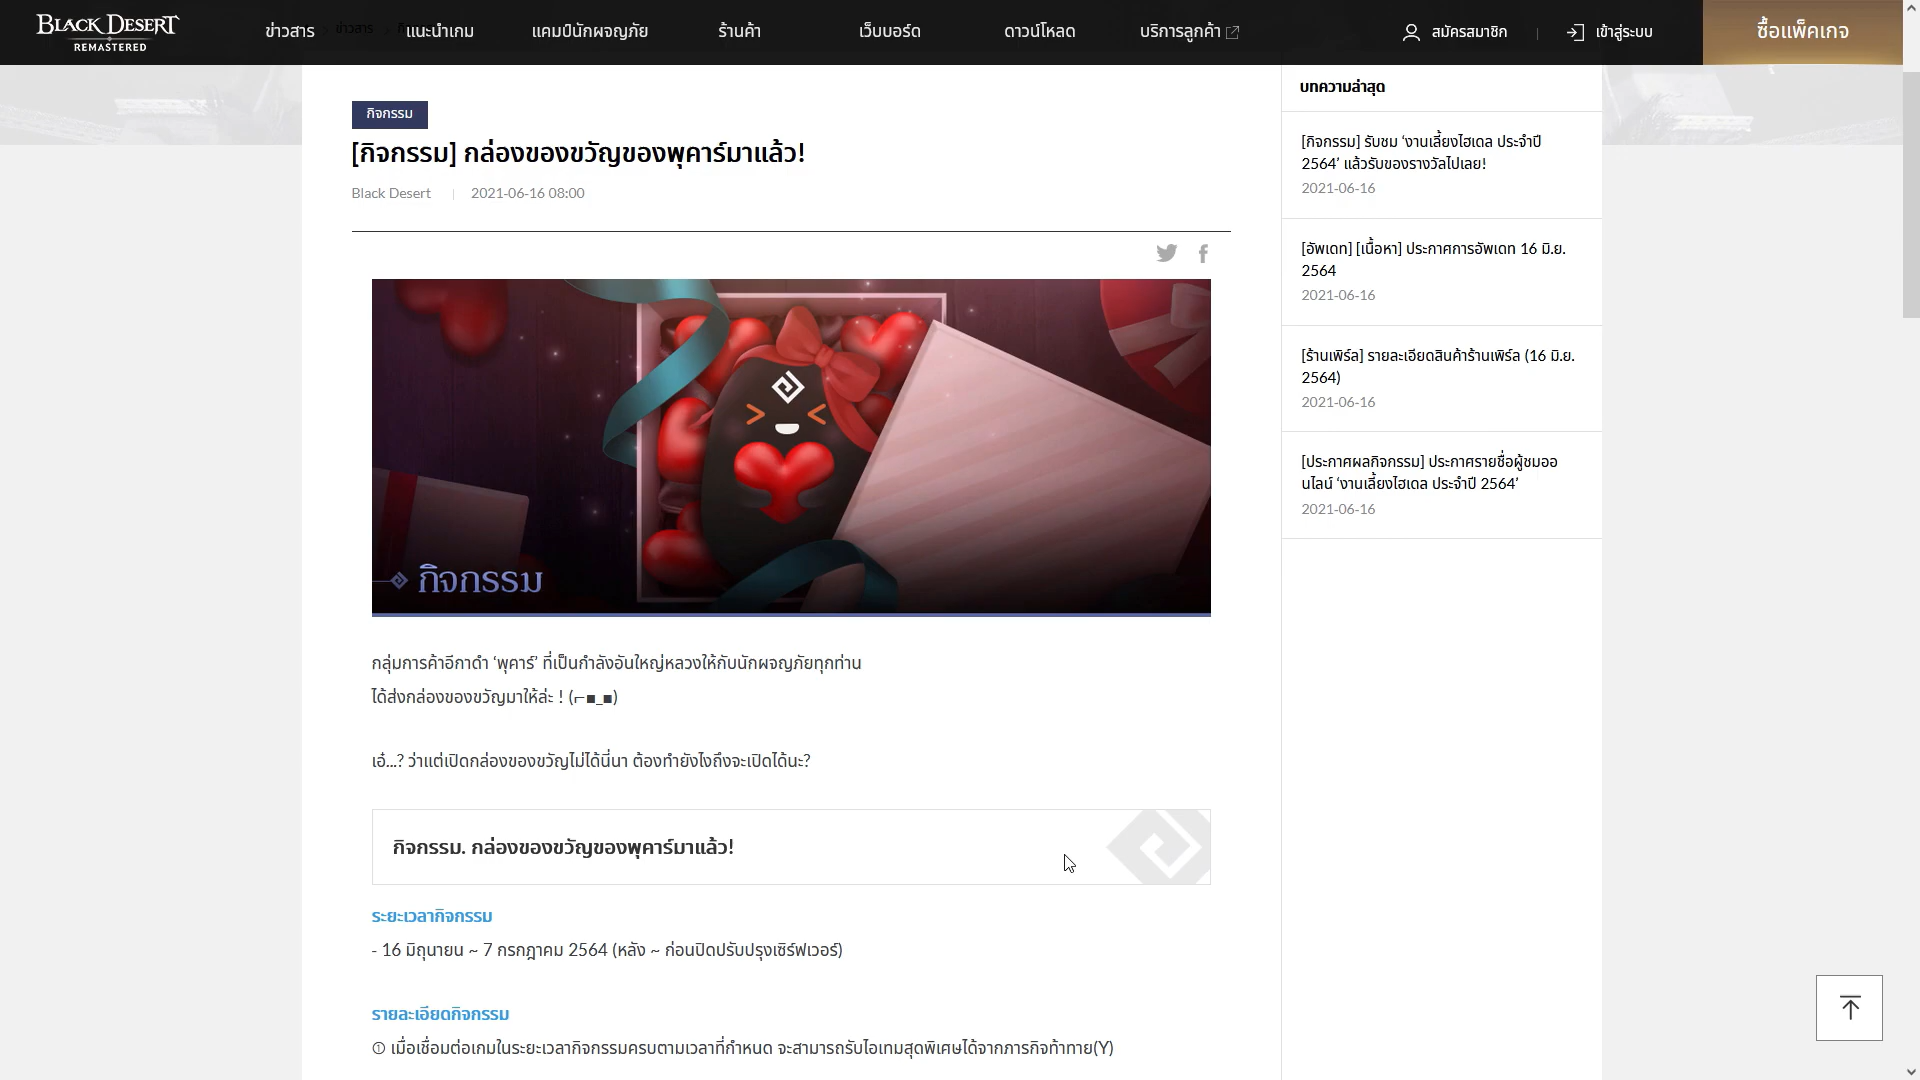 BLACK DESERT
REMASTERED
ข่าวสาร
แนะนำเกม
แคมป์นักผจญภัย
ร้านค้า
เว็บบอร์ด
ดาวน์โหลด
บริการลูกค้า
สมัครสมาชิก
เข้าสู่ระบบ
ซื้อแพ็คเกจ
กิจกรรม
[กิจกรรม] กล่องของขวัญของพุคาร์มาแล้ว!
Black Desert
2021-06-16 08:00
กิจกรรม
กลุ่มการค้าอีกาดำ ‘พุคาร์’ ที่เป็นกำลังอันใหญ่หลวงให้กับนักผจญภัยทุกท่าน
ได้ส่งกล่องของขวัญมาให้ล่ะ ! (⌐■_■)
เอ๋...? ว่าแต่เปิดกล่องของขวัญไม่ได้นี่นา ต้องทำยังไงถึงจะเปิดได้นะ?
กิจกรรม. กล่องของขวัญของพุคาร์มาแล้ว!
ระยะเวลากิจกรรม
- 16 มิถุนายน ~ 7 กรกฎาคม 2564 (หลัง ~ ก่อนปิดปรับปรุงเซิร์ฟเวอร์)
รายละเอียดกิจกรรม
① เมื่อเชื่อมต่อเกมในระยะเวลากิจกรรมครบตามเวลาที่กำหนด จะสามารถรับไอเทมสุดพิเศษได้จากภารกิจท้าทาย(Y)
บทความล่าสุด
[กิจกรรม] รับชม ‘งานเลี้ยงไฮเดล ประจำปี
2564’ แล้วรับของรางวัลไปเลย!
2021-06-16
[อัพเดท] [เนื้อหา] ประกาศการอัพเดท 16 มิ.ย.
2564
2021-06-16
[ร้านเพิร์ล] รายละเอียดสินค้าร้านเพิร์ล (16 มิ.ย.
2564)
2021-06-16
[ประกาศผลกิจกรรม] ประกาศรายชื่อผู้ชมออ
นไลน์ ‘งานเลี้ยงไฮเดล ประจำปี 2564’
2021-06-16